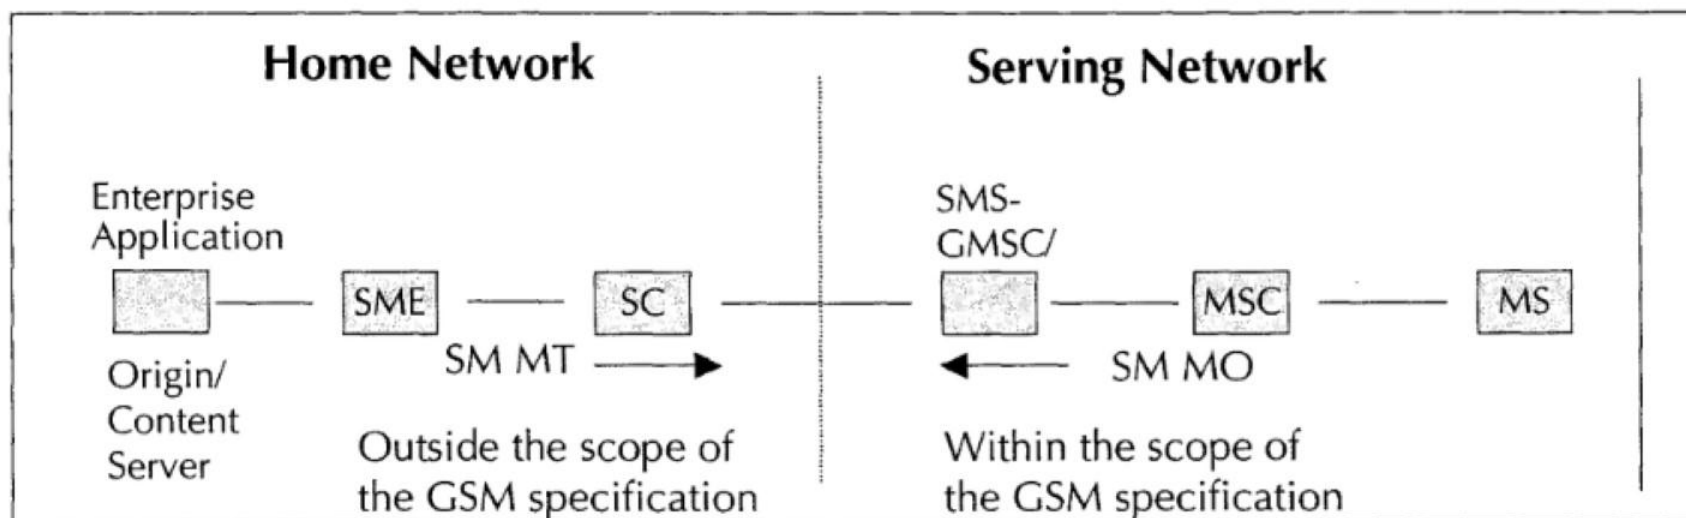 Home Network
Serving Network
Enterprise
Application
SMS-
GMSC/
SME
SC
MSC
MS
SM MT
SM MO
Origin/
Content
Server
Outside the scope of
the GSM specification
Within the scope of
the GSM specification